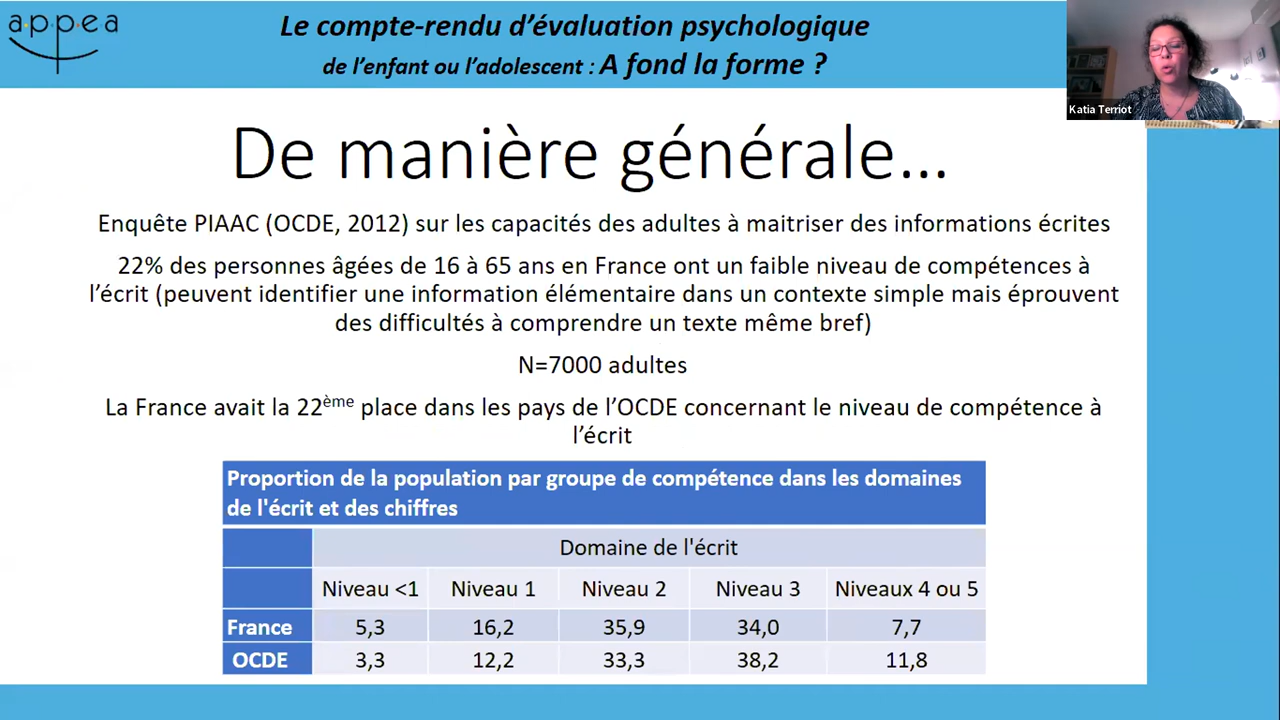 a·p·p·e·a
Le compte-rendu d'évaluation psychologique
de l'enfant ou l'adolescent : A fond la forme ?
Katia Terriot
De manière générale...
Enquête PIAAC (OCDE, 2012) sur les capacités des adultes à maitriser des informations écrites
22% des personnes âgées de 16 à 65 ans en France ont un faible niveau de compétences à
l'écrit (peuvent identifier une information élémentaire dans un contexte simple mais éprouvent
des difficultés à comprendre un texte même bref)
N=7000 adultes
La France avait la 22ème place dans les pays de l'OCDE concernant le niveau de compétence à
l'écrit
Proportion de la population par groupe de compétence dans les domaines
de l'écrit et des chiffres
Domaine de l'écrit
Niveau <1 Niveau 1 Niveau 2 Niveau 3 Niveaux 4 ou 5
France 5,3 16,2 35,9 34,0 7,7
OCDE 3,3 12,2 33,3 38,2 11,8